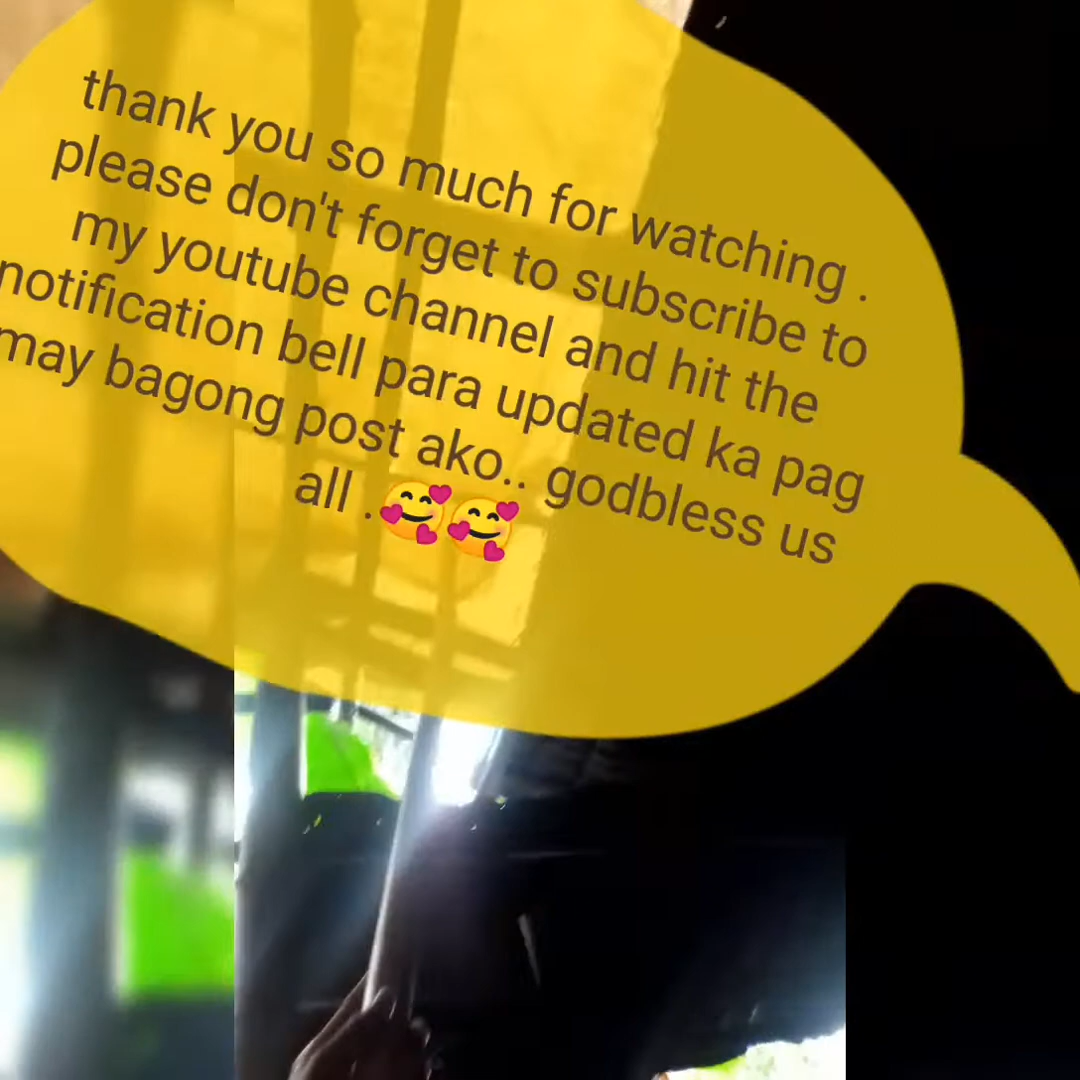 thank you so much for watching .
please don't forget to subscribe to
my youtube channel and hit the
notification bell para updated ka pag
may bagong post ako.. godbless us
all .🥰🥰